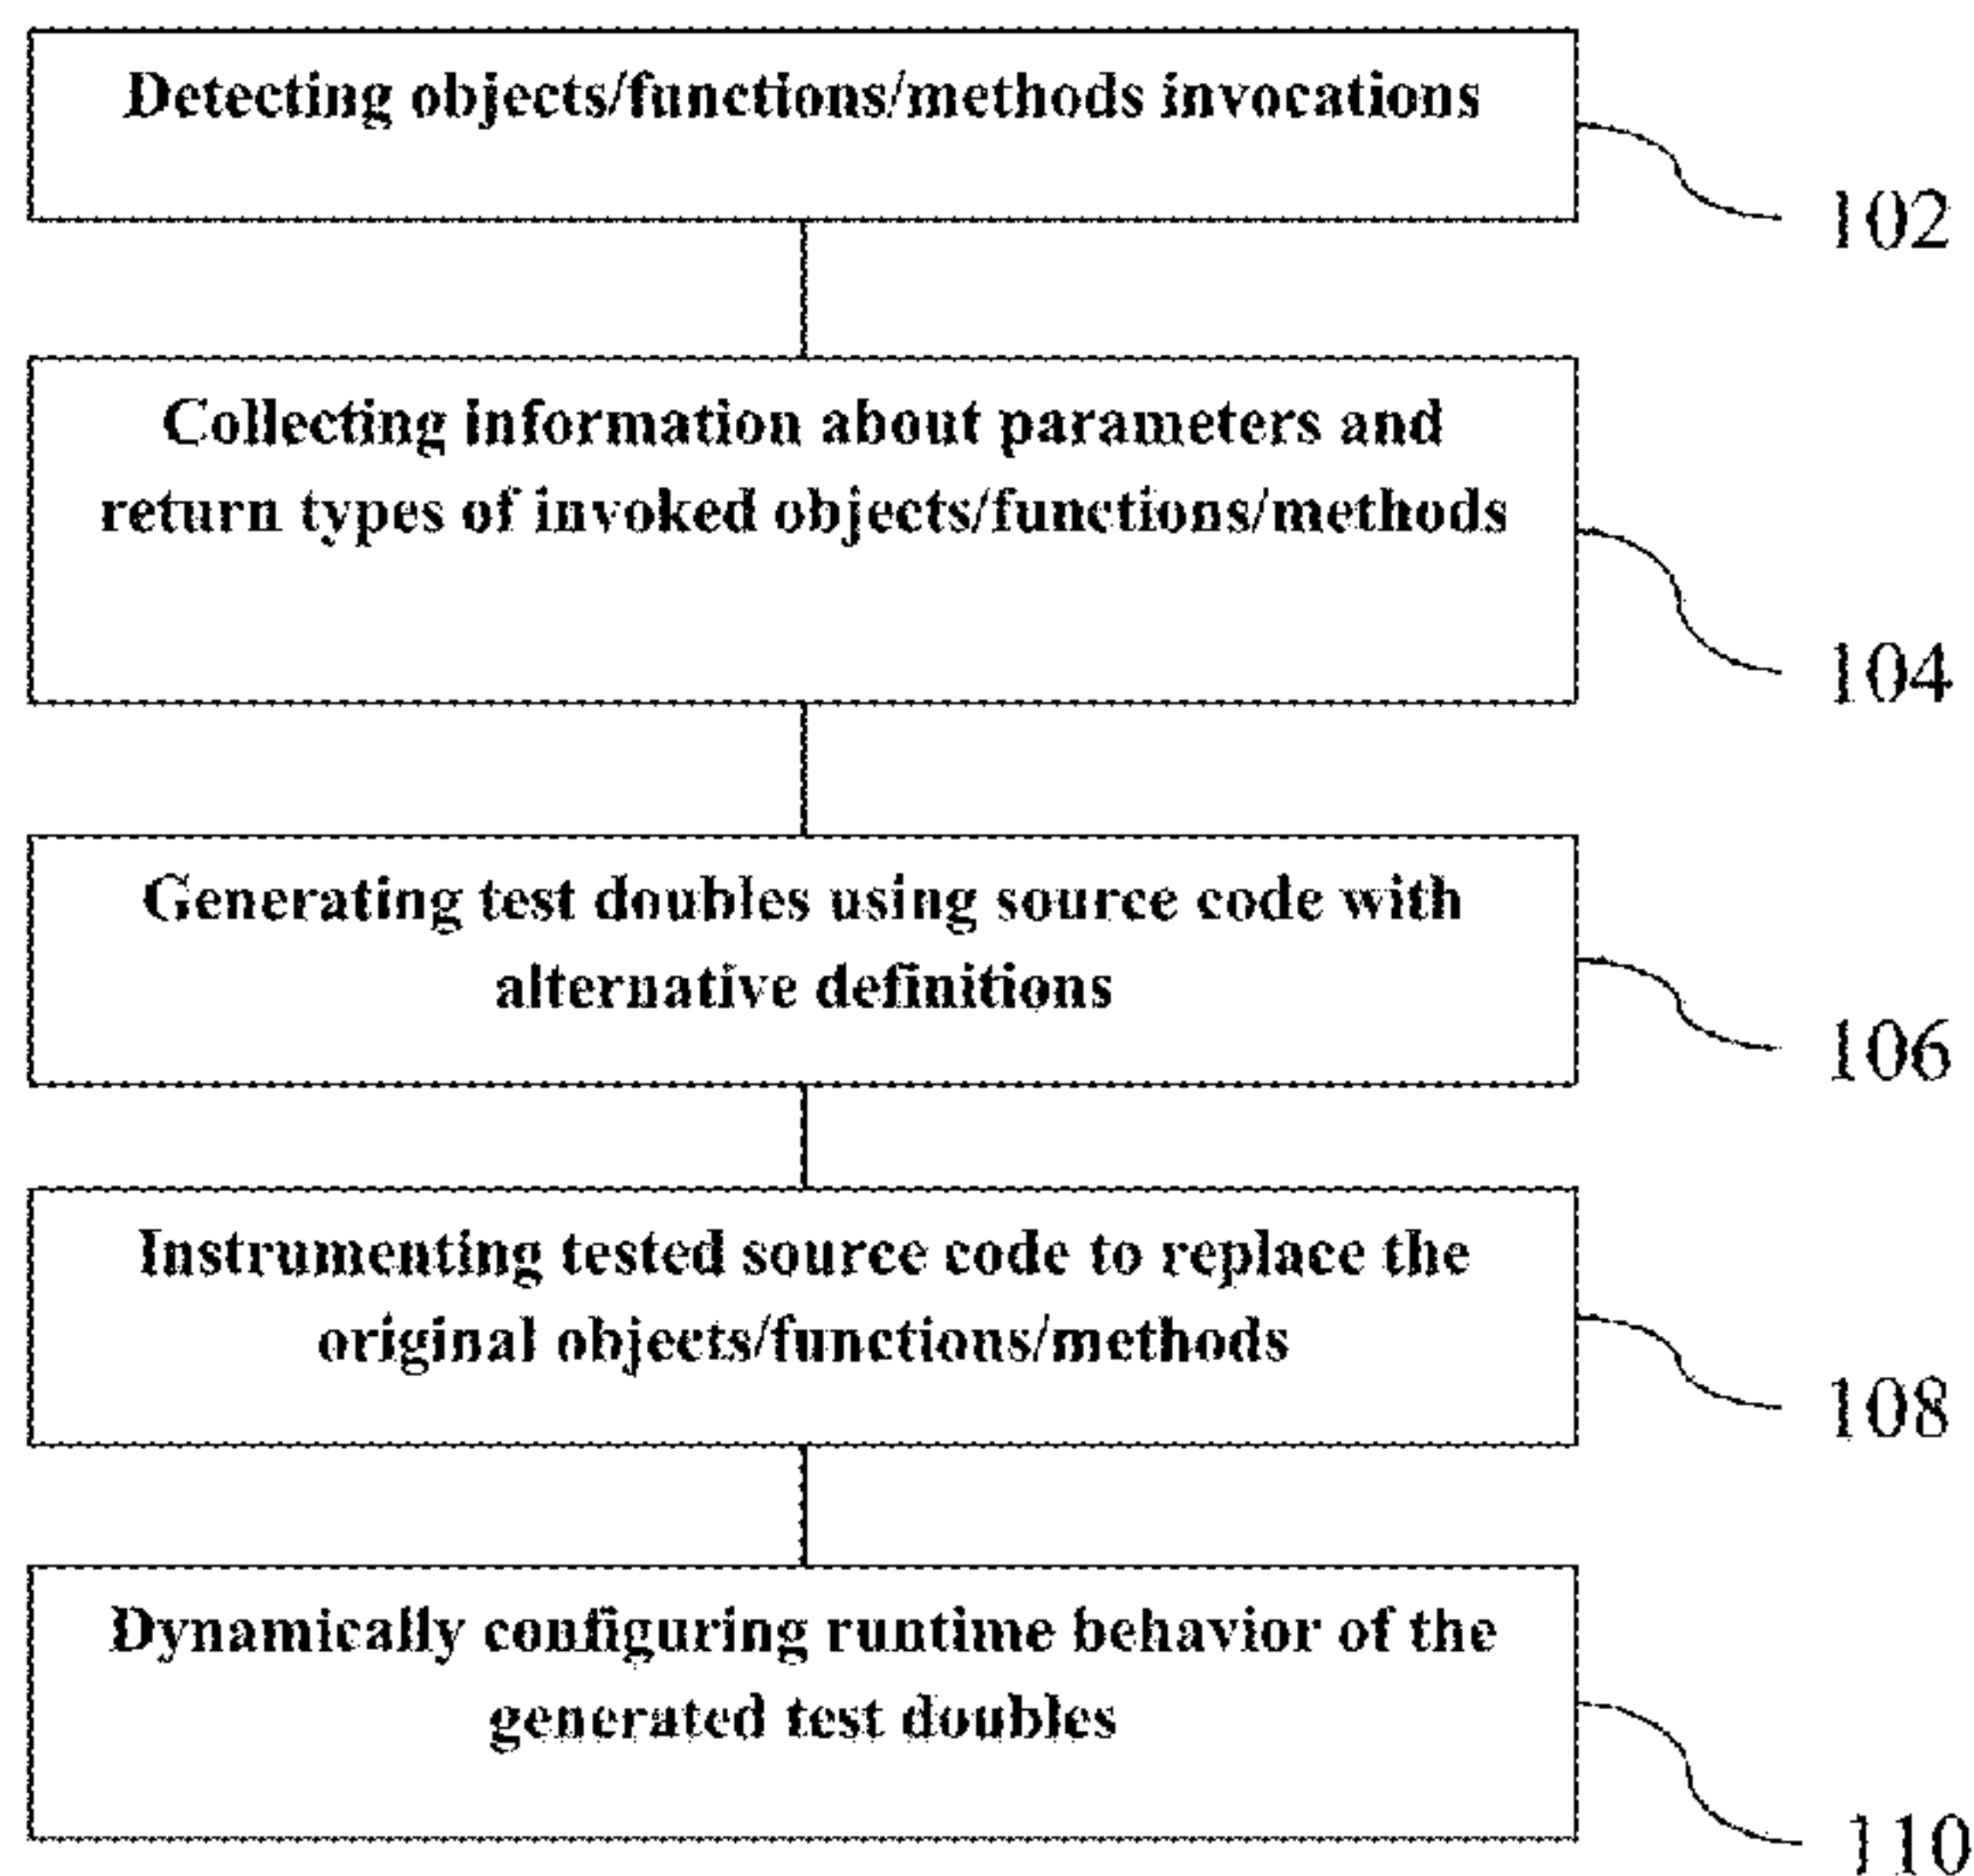 Detecting objects/functions/methods invocations
102
Collecting information about parameters and
return types of invoked objects/functions/methods
104
Generating test doubles using source code with
alternative definitions
106
Instrumenting tested source code to replace the
original objects/functions/methods
108
Dynamically configuring runtime behavior of the
generated test doubles
110